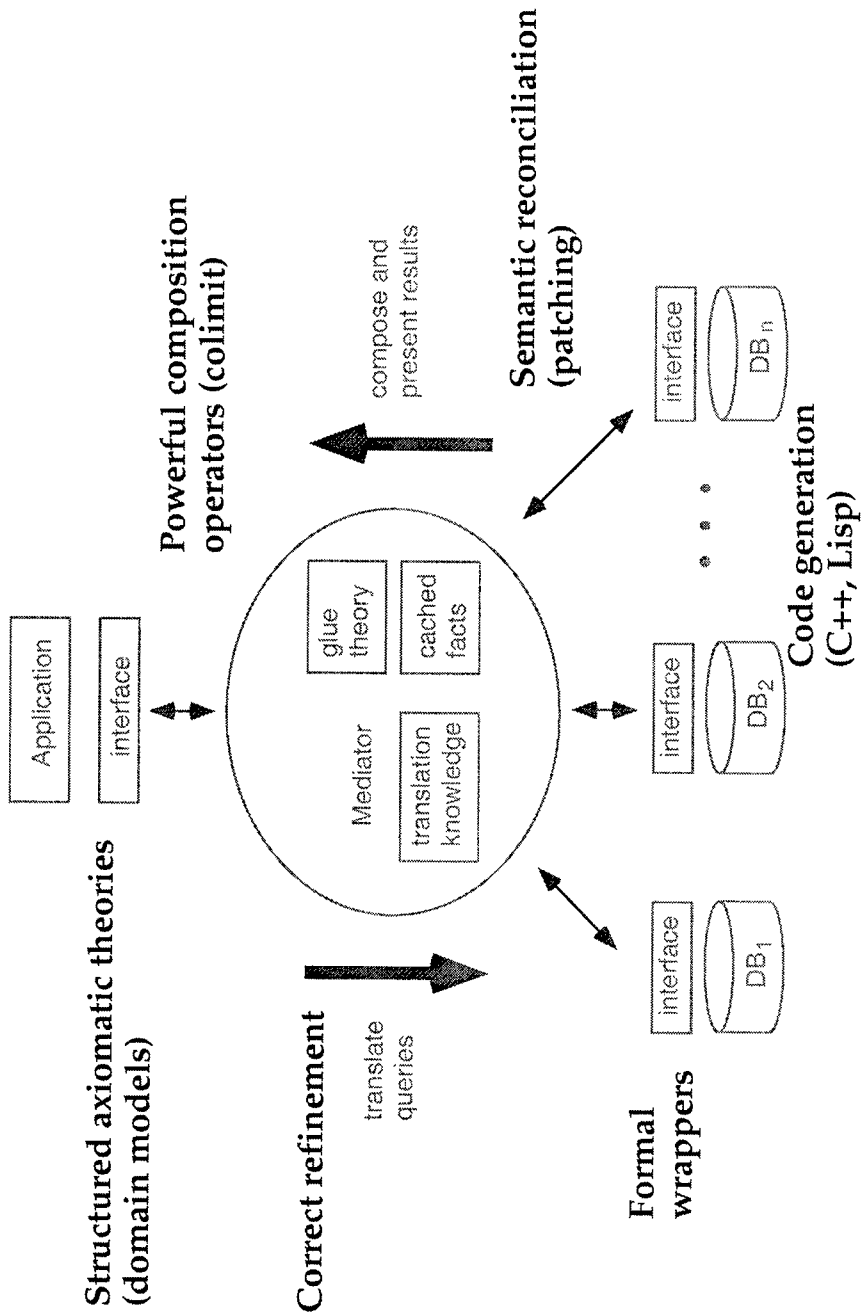 Application
interface
Structured axiomatic theories
(domain models)
Powerful composition
operators (colimit)
Correct refinement
translate
queries
Mediator
translation
knowledge
glue
theory
cached
facts
compose and
present results
Semantic reconciliation
(patching)
Formal
wrappers
interface
DB₁
interface
DB₂
interface
DBₙ
Code generation
(C++, Lisp)